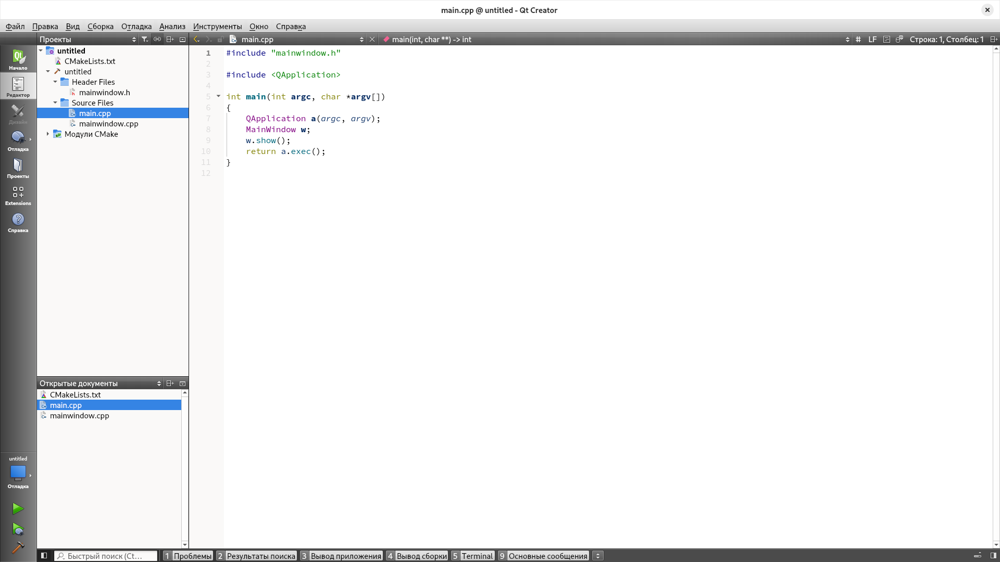 main.cpp @ untitled - Qt Creator
Файл Правка Вид Сборка Отладка Анализ Инструменты Окно Справка
Проекты
main.cpp
main(int, char **) -> int
# LF Строка: 1, Столбец: 1
Начало
Редактор
Дизайн
Отладка
Проекты
Extensions
Справка
untitled
CMakeLists.txt
untitled
Header Files
mainwindow.h
Source Files
main.cpp
mainwindow.cpp
Модули CMake
1 #include "mainwindow.h"
2
3 #include <QApplication>
4
5 int main(int argc, char *argv[])
6 {
7     QApplication a(argc, argv);
8     MainWindow w;
9     w.show();
10     return a.exec();
11 }
12
Открытые документы
CMakeLists.txt
main.cpp
mainwindow.cpp
untitled
Отладка
Быстрый поиск (Ct...
1 Проблемы 2 Результаты поиска 3 Вывод приложения 4 Вывод сборки 5 Terminal 9 Основные сообщения